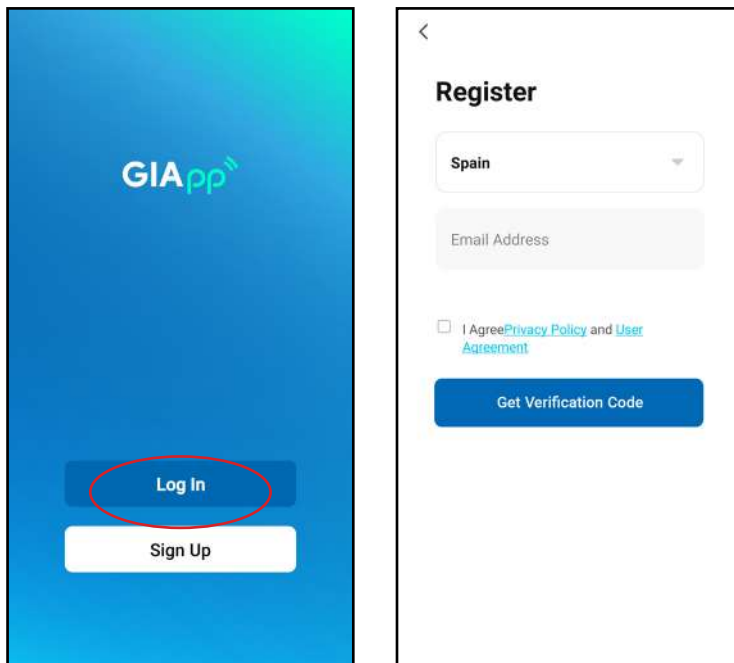 GIApp
Log In
Sign Up
Register
Spain
Email Address
I AgreePrivacy Policy and User
Agreement
Get Verification Code